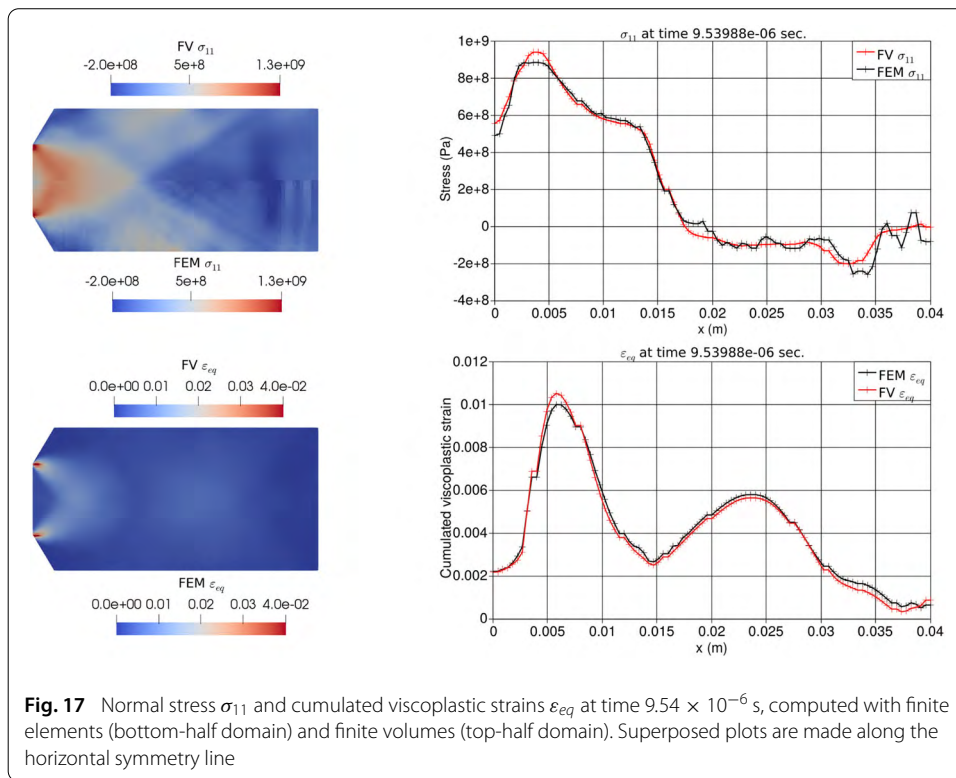 FV σ11
-2.0e+08 5e+8 1.3e+09
FEM σ11
-2.0e+08 5e+8 1.3e+09
σ11 at time 9.53988e-06 sec.
FV σ11
FEM σ11
1e+9
8e+8
6e+8
4e+8
2e+8
0
-2e+8
-4e+8
Stress (Pa)
0 0.005 0.01 0.015 0.02 0.025 0.03 0.035 0.04
x (m)
FV εeq
0.0e+00 0.01 0.02 0.03 4.0e-02
FEM εeq
0.0e+00 0.01 0.02 0.03 4.0e-02
εeq at time 9.53988e-06 sec.
FEM εeq
FV εeq
0.012
0.01
0.008
0.006
0.004
0.002
0
Cumulated viscoplastic strain
0 0.005 0.01 0.015 0.02 0.025 0.03 0.035 0.04
x (m)
Fig. 17 Normal stress σ11 and cumulated viscoplastic strains εeq at time 9.54 × 10−6 s, computed with finite
elements (bottom-half domain) and finite volumes (top-half domain). Superposed plots are made along the
horizontal symmetry line